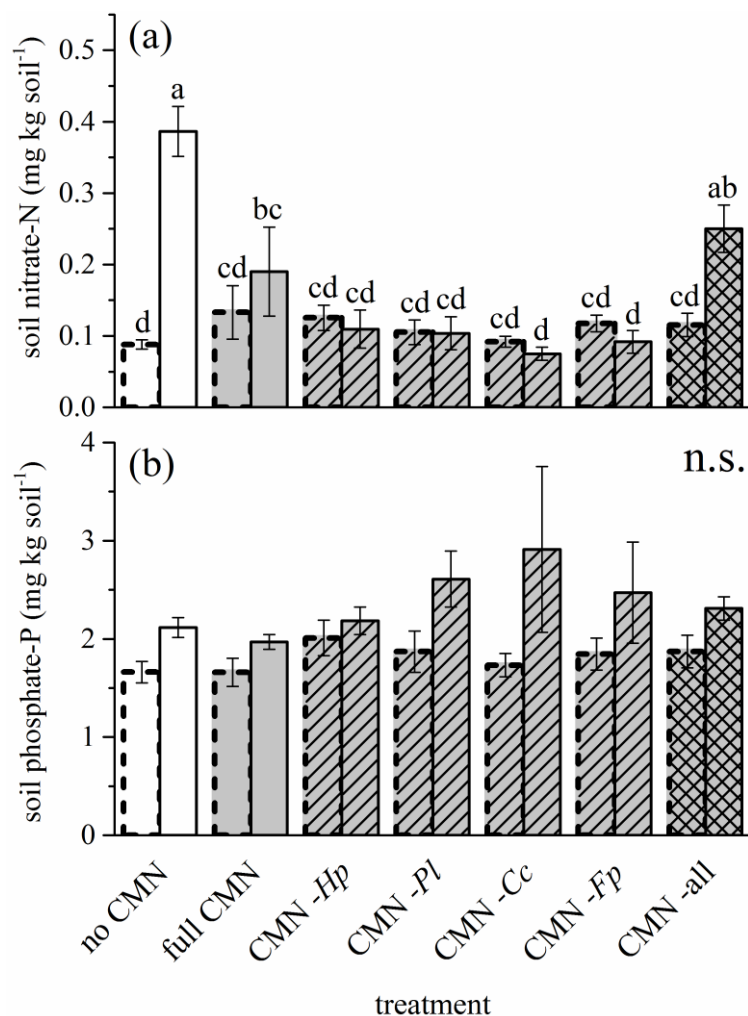 (a)
0.5
0.4
0.3
0.2
0.1
0.0
soil nitrate-N (mg kg soil⁻¹)
a
d
cd
bc
cd
cd
cd
cd
cd
d
cd
d
cd
ab
(b)
n.s.
4
3
2
1
0
soil phosphate-P (mg kg soil⁻¹)
no CMN
full CMN
CMN -Hp
CMN -Pl
CMN -Cc
CMN -Fp
CMN -all
treatment